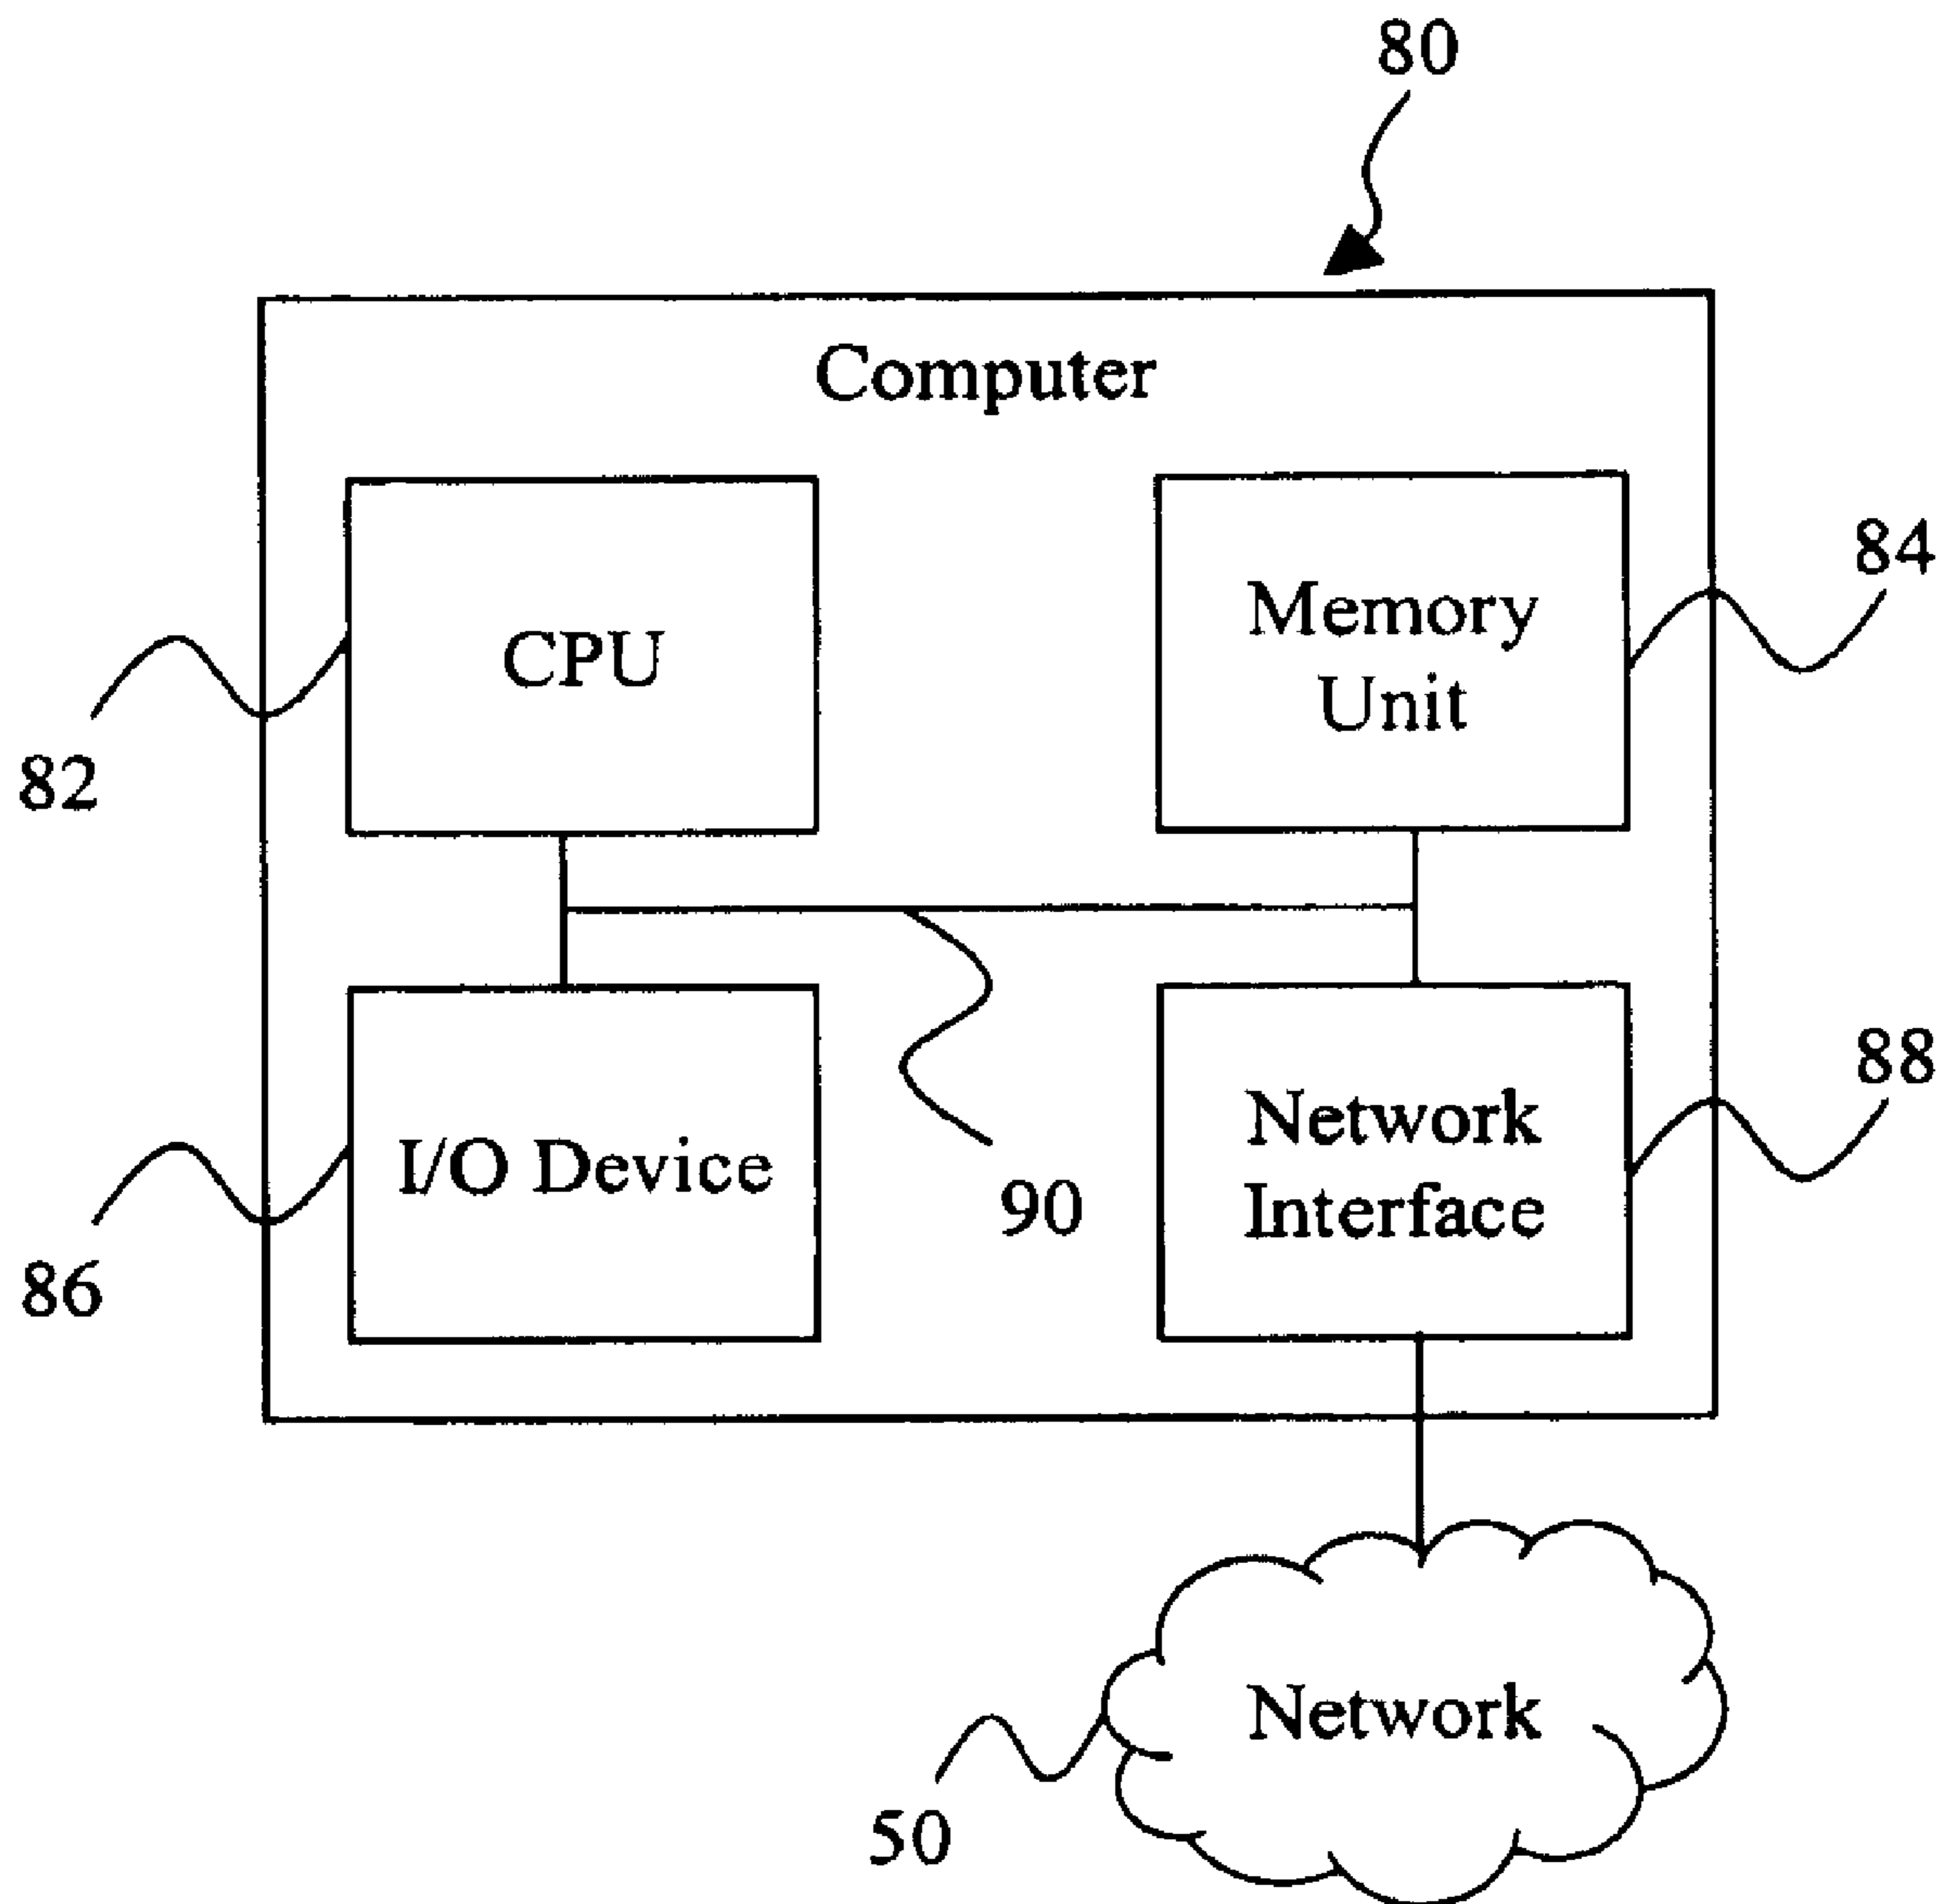 80
Computer
CPU
Memory
Unit
84
82
I/O Device
Network
Interface
88
90
86
Network
50